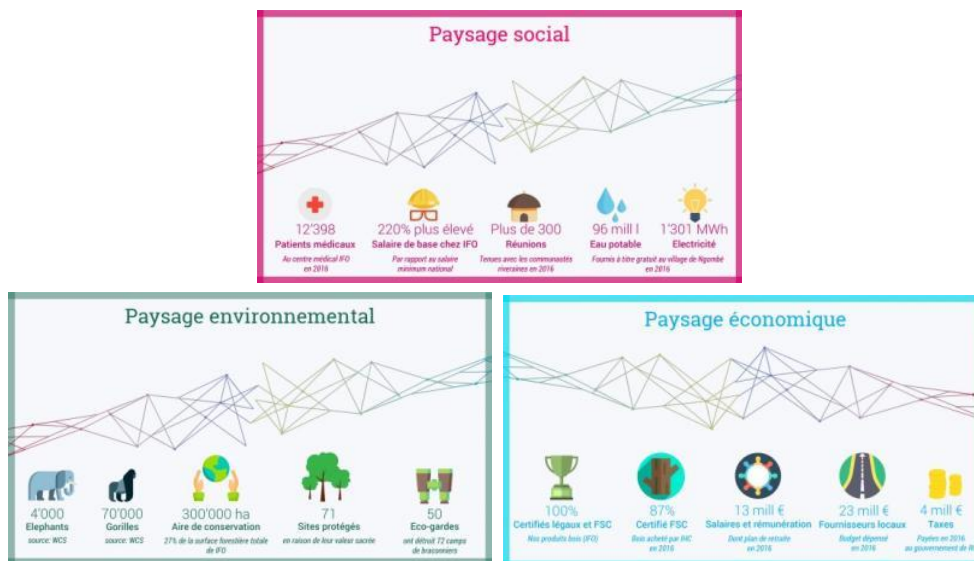 Paysage social
12'398
Patients médicaux
Au centre médical IFO
en 2016
220% plus élevé
Salaire de base chez IFO
Par rapport au salaire
minimum national
Plus de 300
Réunions
Tenues avec les communautés
riveraines en 2016
96 mill l
Eau potable
1'301 MWh
Electricité
Fournis à titre gratuit au village de Ngombé
en 2016
Paysage environnemental
4'000
Elephants
source: WCS
70'000
Gorilles
source: WCS
300'000 ha
Aire de conservation
27% de la surface forestière totale
de IFO
71
Sites protégés
en raison de leur valeur sacrée
50
Eco-gardes
ont détruit 72 camps
de braconniers
Paysage économique
100%
Certifiés légaux et FSC
Nos produits bois (IFO)
87%
Certifié FSC
Bois acheté par IHC
en 2016
13 mill €
Salaires et rémunération
Dont plan de retraite
en 2016
23 mill €
Fournisseurs locaux
Budget dépensé
en 2016
4 mill €
Taxes
Payées en 2016
au gouvernement de